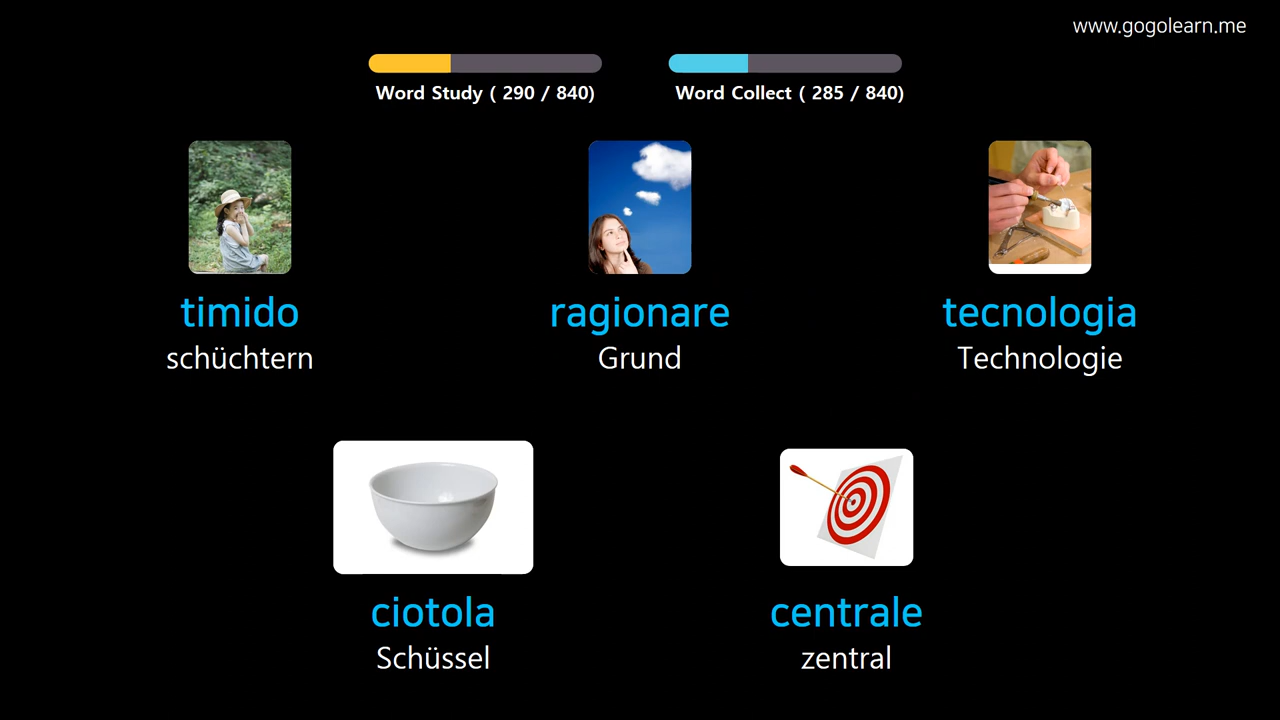 www.gogolearn.me
Word Study ( 290 / 840)
Word Collect ( 285 / 840)
timido
schüchtern
ragionare
Grund
tecnologia
Technologie
ciotola
Schüssel
centrale
zentral